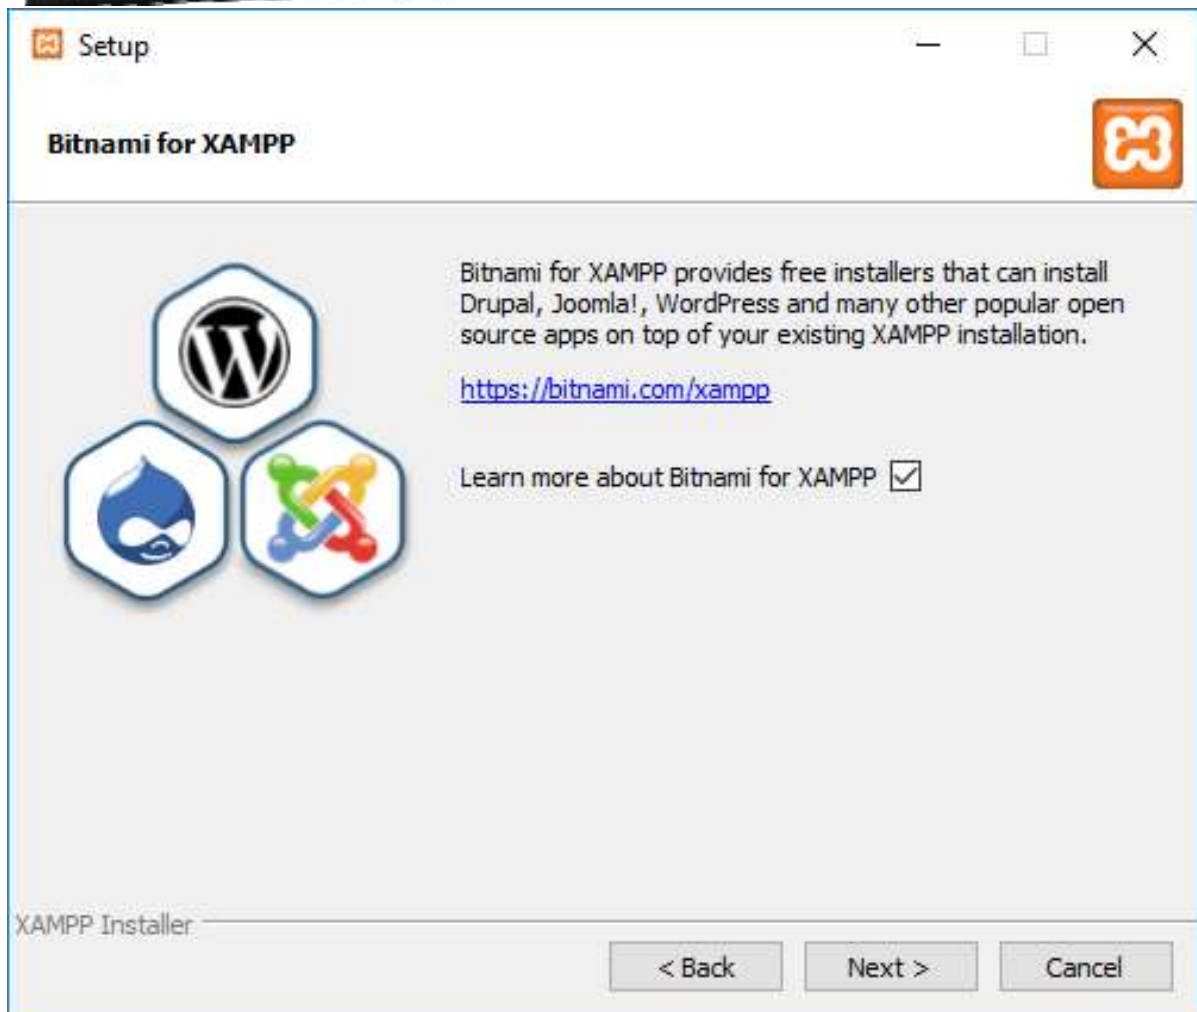 Setup
Bitnami for XAMPP
Bitnami for XAMPP provides free installers that can install
Drupal, Joomla!, WordPress and many other popular open
source apps on top of your existing XAMPP installation.
https://bitnami.com/xampp
Learn more about Bitnami for XAMPP
XAMPP Installer
< Back
Next >
Cancel